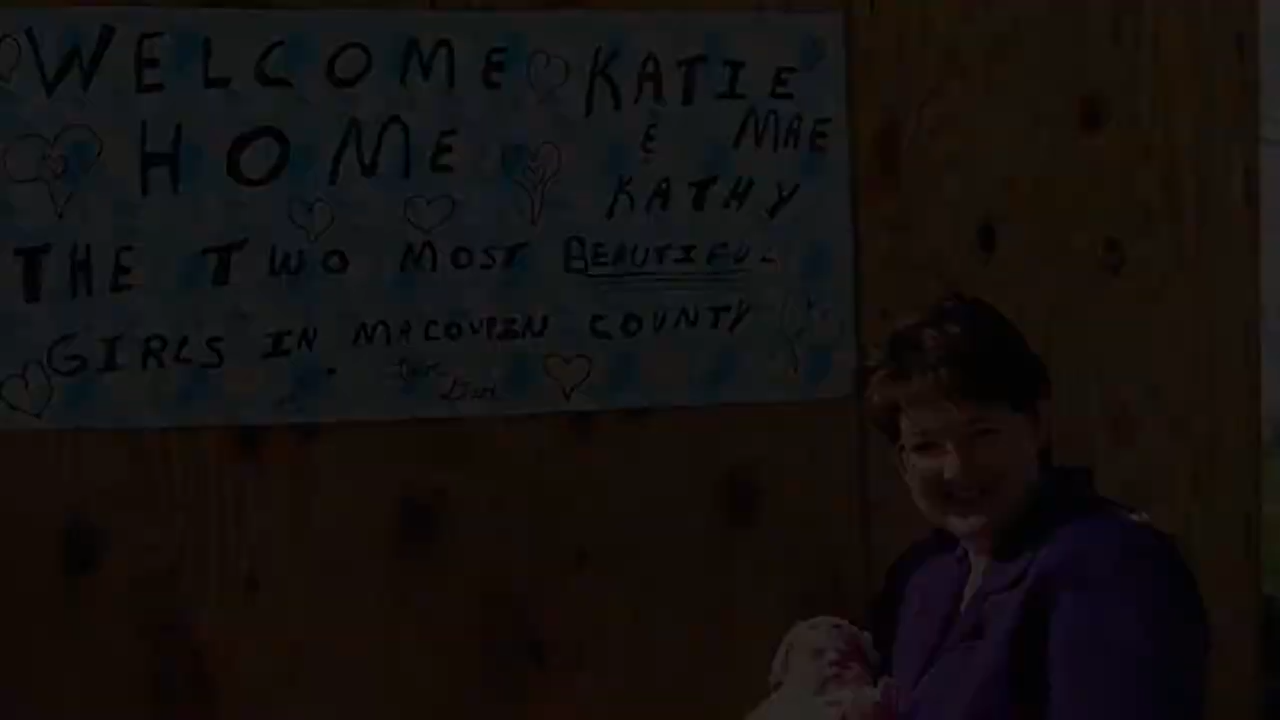 WELCOME KATIE MAE
HOME & KATHY
THE TWO MOST BEAUTIFUL
GIRLS IN MACOUPIN COUNTY